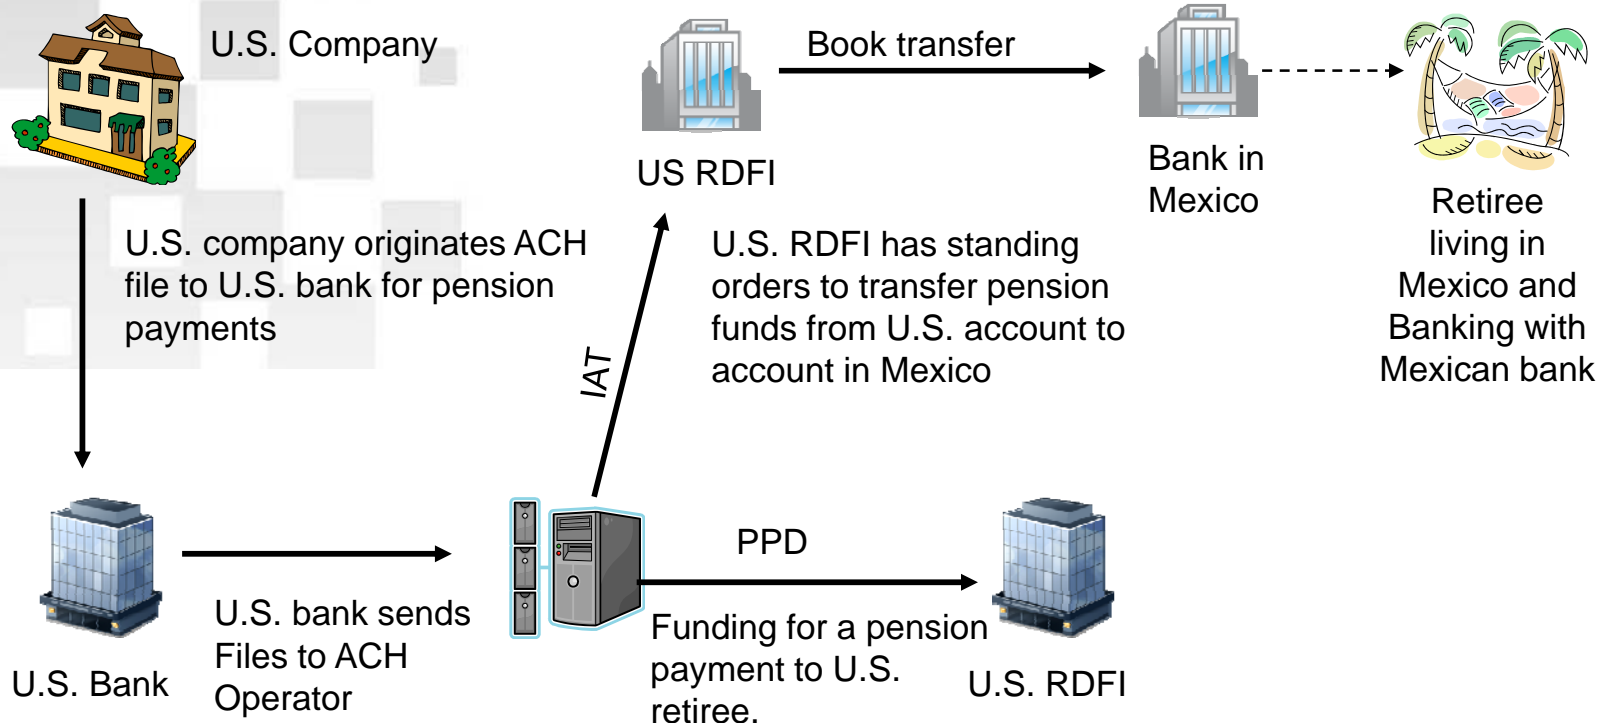 U.S. Company
Book transfer
US RDFI
Bank in
Mexico
Retiree
living in
Mexico and
Banking with
Mexican bank
U.S. company originates ACH
file to U.S. bank for pension
payments
U.S. RDFI has standing
orders to transfer pension
funds from U.S. account to
account in Mexico
IAT
PPD
U.S. bank sends
Files to ACH
Operator
Funding for a pension
payment to U.S.
retiree.
U.S. Bank
U.S. RDFI